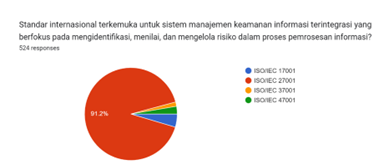 Standar internasional terkemuka untuk sistem manajemen keamanan informasi terintegrasi yang
berfokus pada mengidentifikasi, menilai, dan mengelola risiko dalam proses pemrosesan informasi?
524 responses
ISO/IEC 17001
ISO/IEC 27001
ISO/IEC 37001
ISO/IEC 47001
91.2%